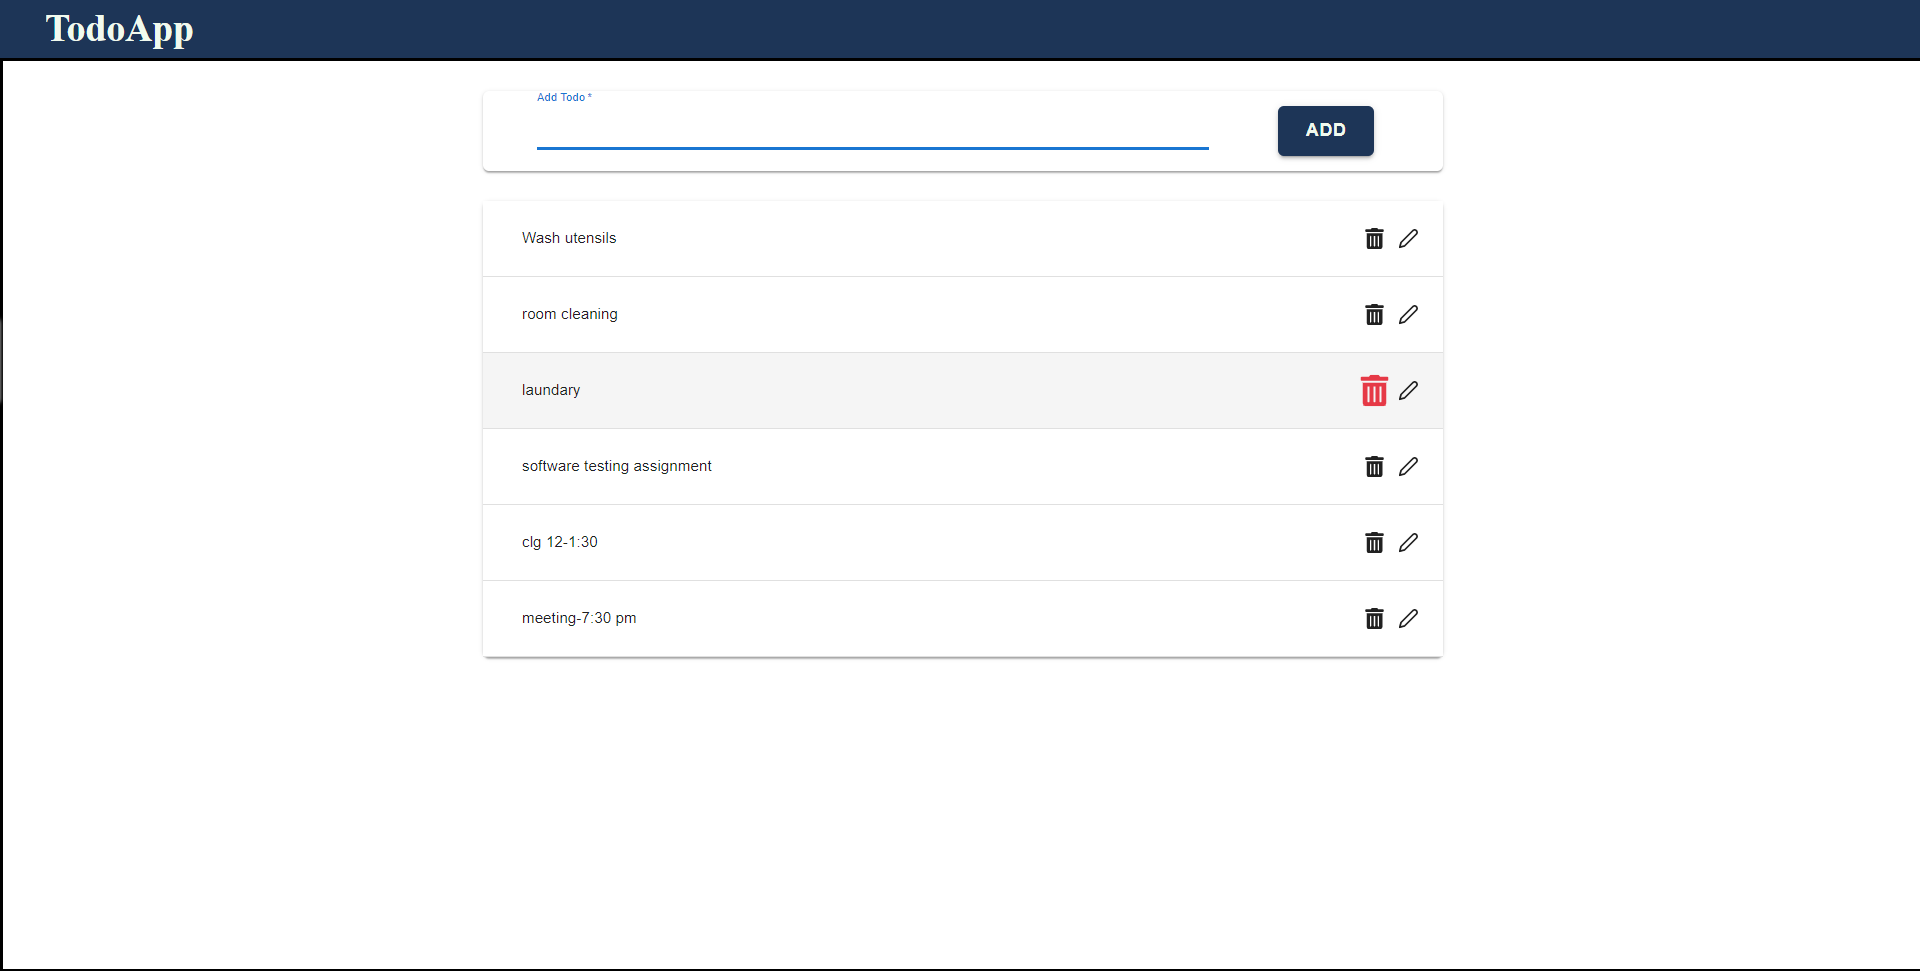 TodoApp
Add Todo *
ADD
Wash utensils
room cleaning
laundary
software testing assignment
clg 12-1:30
meeting-7:30 pm